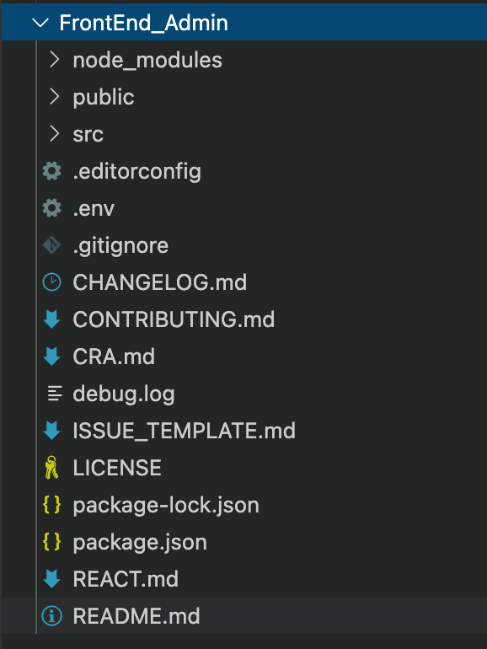 FrontEnd_Admin
node_modules
public
src
.editorconfig
.env
.gitignore
CHANGELOG.md
CONTRIBUTING.md
CRA.md
debug.log
ISSUE_TEMPLATE.md
LICENSE
package-lock.json
package.json
REACT.md
README.md